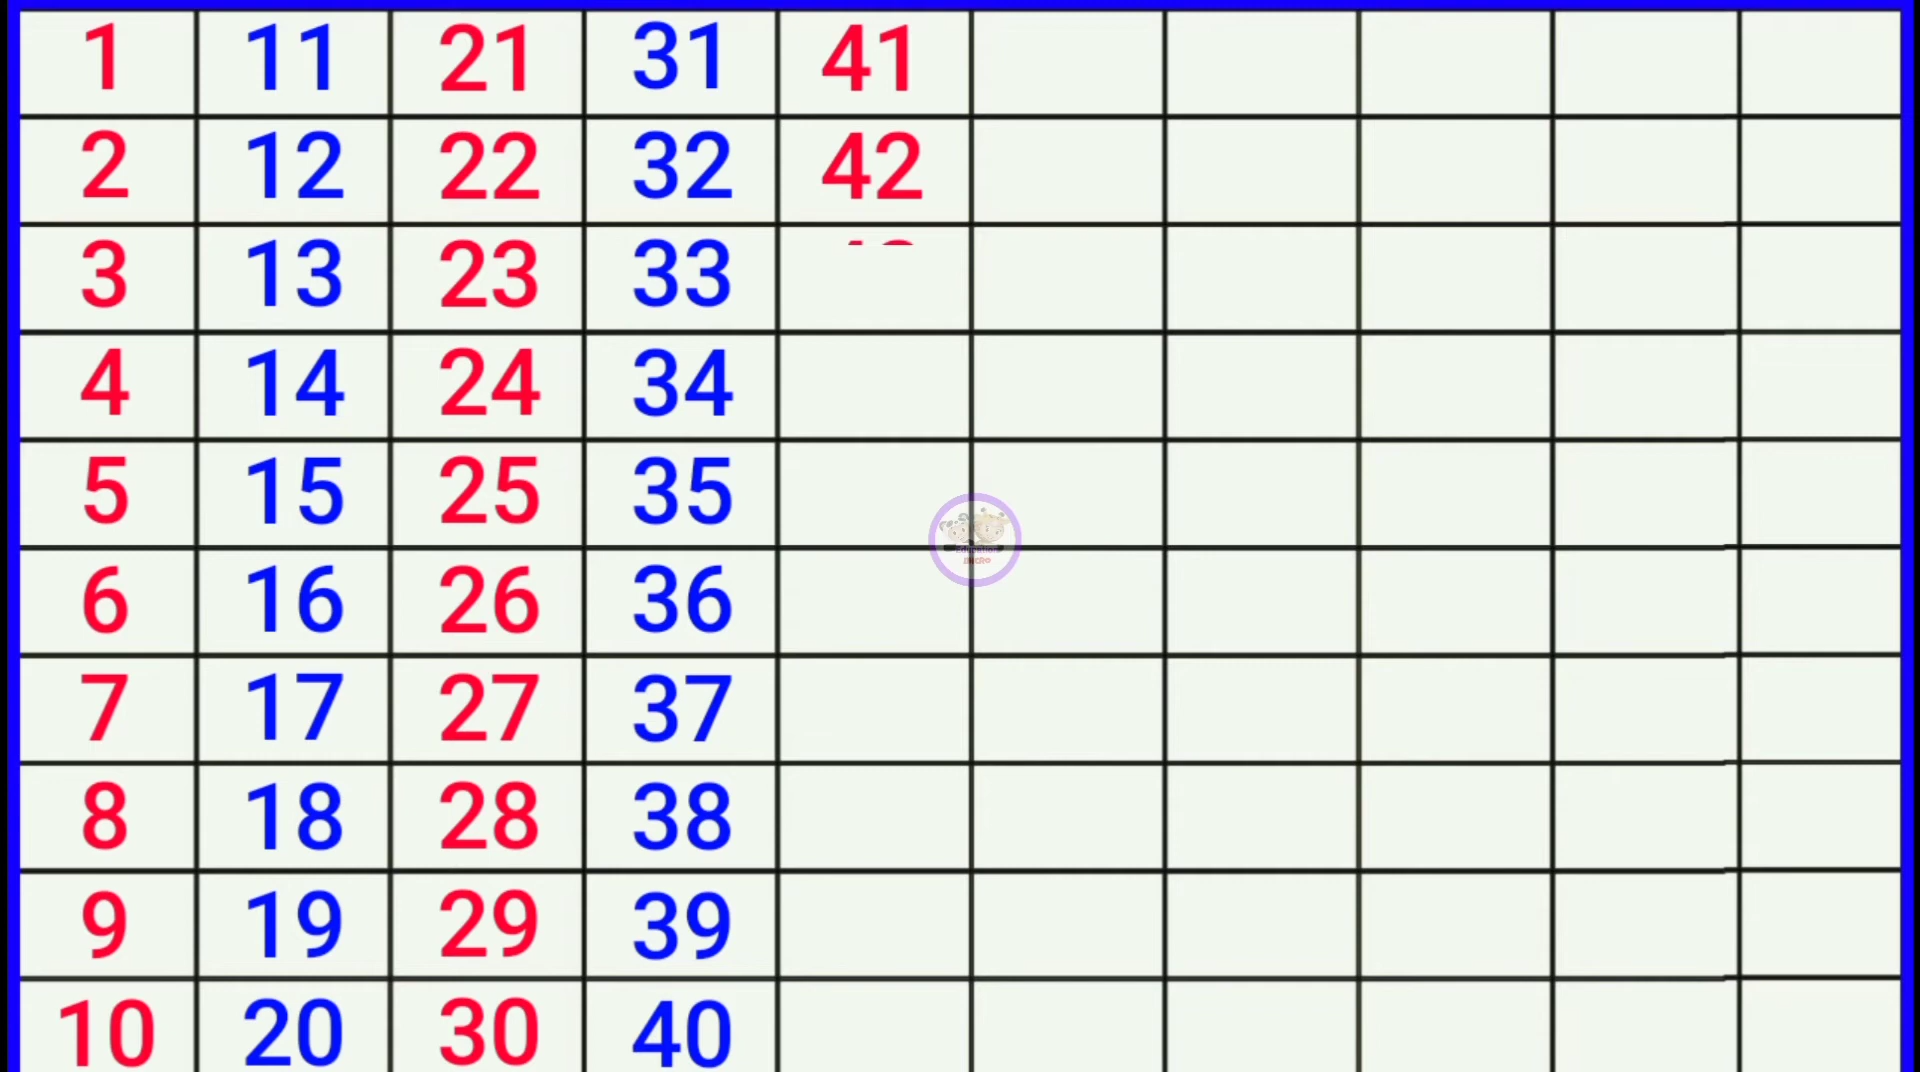 1 11 21 31 41
2 12 22 32 42
3 13 23 33
4 14 24 34
5 15 25 35
6 16 26 36
7 17 27 37
8 18 28 38
9 19 29 39
10 20 30 40
Education